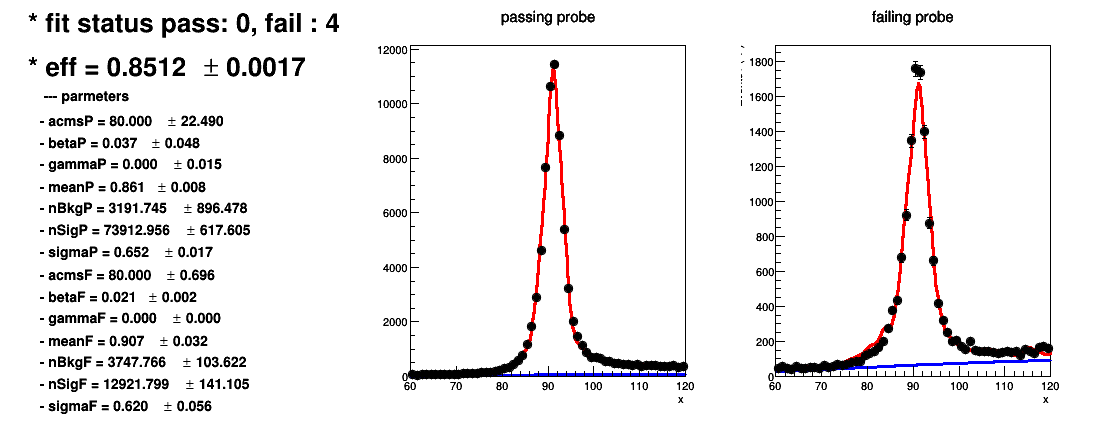 * fit status pass: 0, fail : 4
* eff = 0.8512 ± 0.0017
--- parmeters
- acmsP = 80.000 ± 22.490
- betaP = 0.037 ± 0.048
- gammaP = 0.000 ± 0.015
- meanP = 0.861 ± 0.008
- nBkgP = 3191.745 ± 896.478
- nSigP = 73912.956 ± 617.605
- sigmaP = 0.652 ± 0.017
- acmsF = 80.000 ± 0.696
- betaF = 0.021 ± 0.002
- gammaF = 0.000 ± 0.000
- meanF = 0.907 ± 0.032
- nBkgF = 3747.766 ± 103.622
- nSigF = 12921.799 ± 141.105
- sigmaF = 0.620 ± 0.056
passing probe
12000
10000
8000
6000
4000
2000
0
60 70 80 90 100 110 120
x
failing probe
1800
1600
1400
1200
1000
800
600
400
200
0
60 70 80 90 100 110 120
x